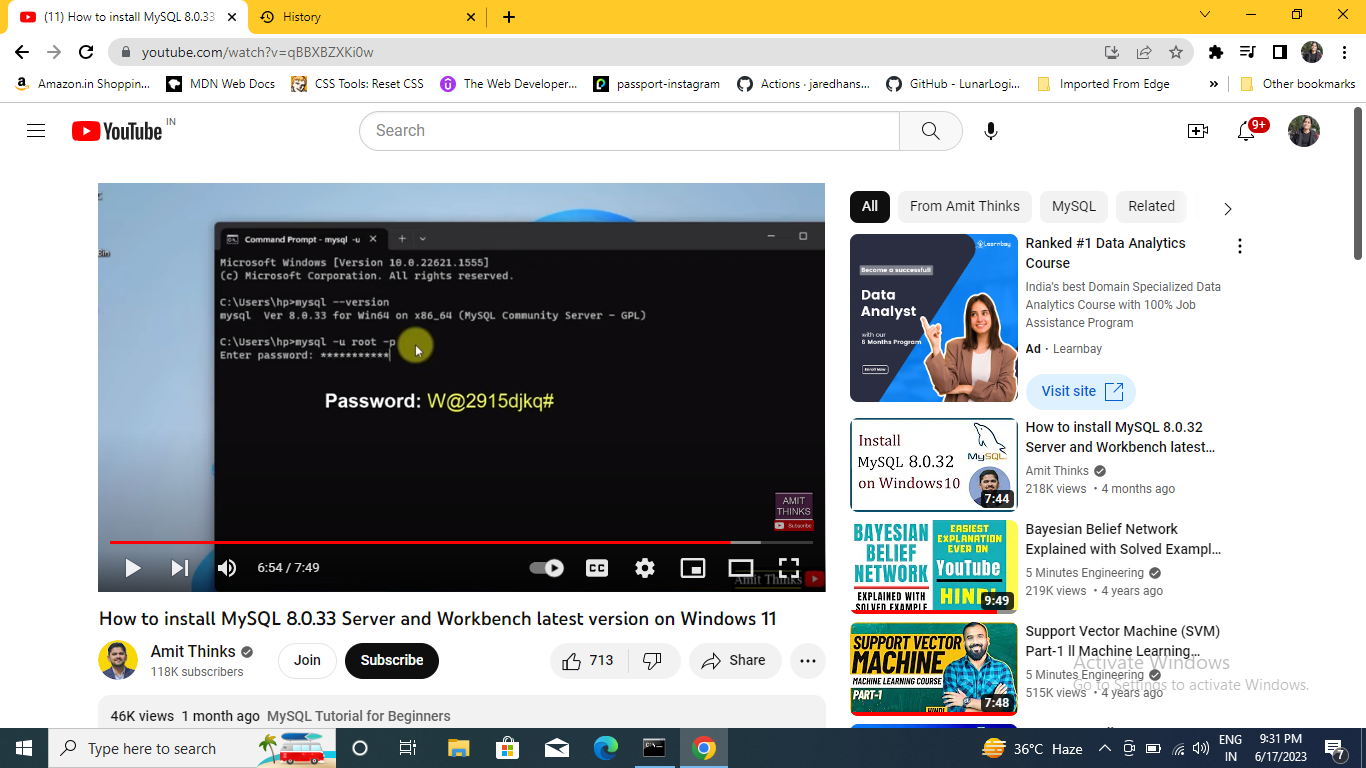 (11) How to install MySQL 8.0.33
History
youtube.com/watch?v=qBBXBZXKi0w
Amazon.in Shoppin...
MDN Web Docs
CSS Tools: Reset CSS
The Web Developer...
passport-instagram
Actions · jaredhans...
GitHub - LunarLogi...
Imported From Edge
»
Other bookmarks
YouTube IN
Search
9+
Command Prompt - mysql -u
Microsoft Windows [Version 10.0.22621.1555]
(c) Microsoft Corporation. All rights reserved.
C:\Users\hp>mysql --version
mysql Ver 8.0.33 for Win64 on x86_64 (MySQL Community Server - GPL)
C:\Users\hp>mysql -u root -p
Enter password: ***********
Password: W@2915djkq#
AMIT
THINKS
Subscribe
6:54 / 7:49
CC
Amit Thinks
How to install MySQL 8.0.33 Server and Workbench latest version on Windows 11
Amit Thinks
118K subscribers
Join
Subscribe
713
Share
46K views 1 month ago MySQL Tutorial for Beginners
All
From Amit Thinks
MySQL
Related
Learnbay
Become a successfull
Data
Analyst
with our
6 Months Program
Enroll Now
Ranked #1 Data Analytics
Course
India's best Domain Specialized Data
Analytics Course with 100% Job
Assistance Program
Ad · Learnbay
Visit site
Install
MySQL 8.0.32
on Windows 10
MySQL
7:44
How to install MySQL 8.0.32
Server and Workbench latest...
Amit Thinks
218K views • 4 months ago
BAYESIAN
BELIEF
NETWORK
EXPLAINED WITH
SOLVED EXAMPLE
EASIEST
EXPLANATION
EVER ON
YouTube
HINDI
9:49
Bayesian Belief Network
Explained with Solved Exampl...
5 Minutes Engineering
219K views • 4 years ago
SUPPORT VECTOR
MACHINE
MACHINE LEARNING COURSE
PART-1
HINDI
7:48
Support Vector Machine (SVM)
Part-1 ll Machine Learning...
5 Minutes Engineering
515K views • 4 years ago
Activate Windows
Go to Settings to activate Windows.
Type here to search
36°C Haze
ENG
IN
9:31 PM
6/17/2023
7